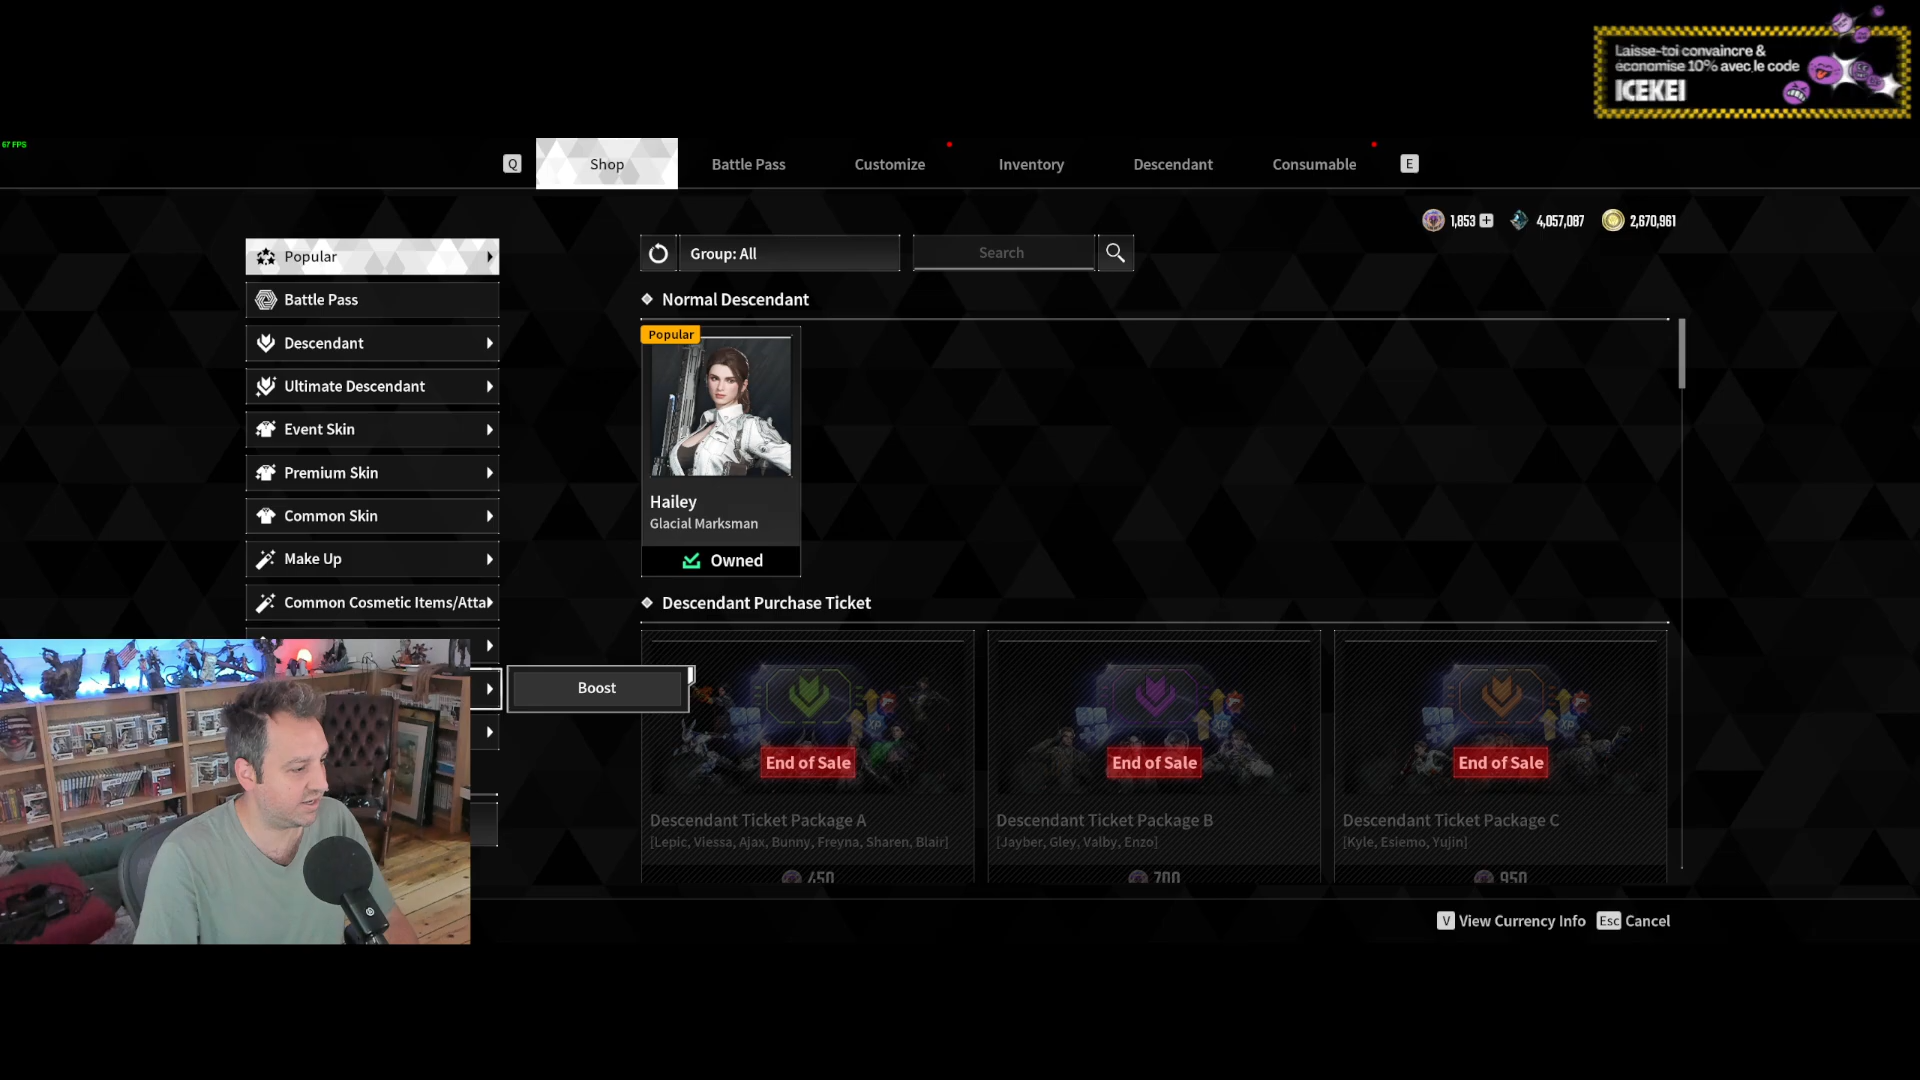 Laisse-toi convaincre &
économise 10% avec le code
ICEKEI
67 FPS
Q
Shop
Battle Pass
Customize
Inventory
Descendant
Consumable
E
1,853
4,057,087
2,670,961
Popular
Battle Pass
Descendant
Ultimate Descendant
Event Skin
Premium Skin
Common Skin
Make Up
Common Cosmetic Items/Atta
Boost
Group: All
Search
Normal Descendant
Popular
Hailey
Glacial Marksman
Owned
Descendant Purchase Ticket
End of Sale
Descendant Ticket Package A
[Lepic, Viessa, Ajax, Bunny, Freyna, Sharen, Blair]
450
End of Sale
Descendant Ticket Package B
[Jayber, Gley, Valby, Enzo]
700
End of Sale
Descendant Ticket Package C
[Kyle, Esiemo, Yujin]
950
V View Currency Info Esc Cancel